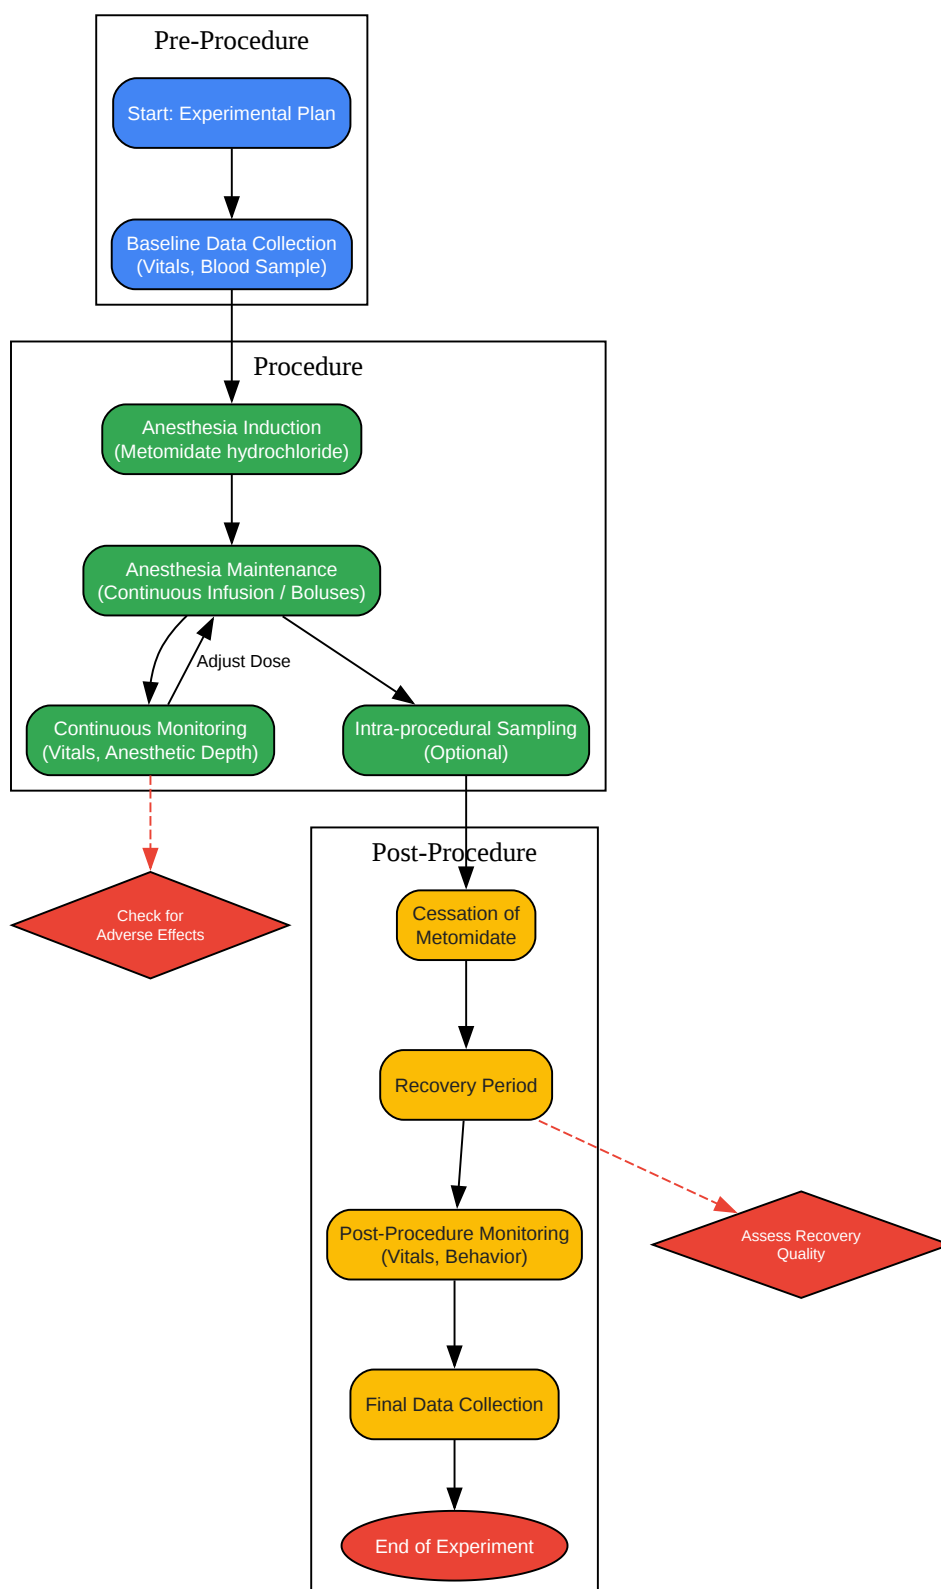 Pre-Procedure
Start: Experimental Plan
Baseline Data Collection
(Vitals, Blood Sample)
Procedure
Anesthesia Induction
(Metomidate hydrochloride)
Anesthesia Maintenance
(Continuous Infusion / Boluses)
Adjust Dose
Continuous Monitoring
(Vitals, Anesthetic Depth)
Intra-procedural Sampling
(Optional)
Post-Procedure
Check for
Adverse Effects
Cessation of
Metomidate
Recovery Period
Post-Procedure Monitoring
(Vitals, Behavior)
Assess Recovery
Quality
Final Data Collection
End of Experiment